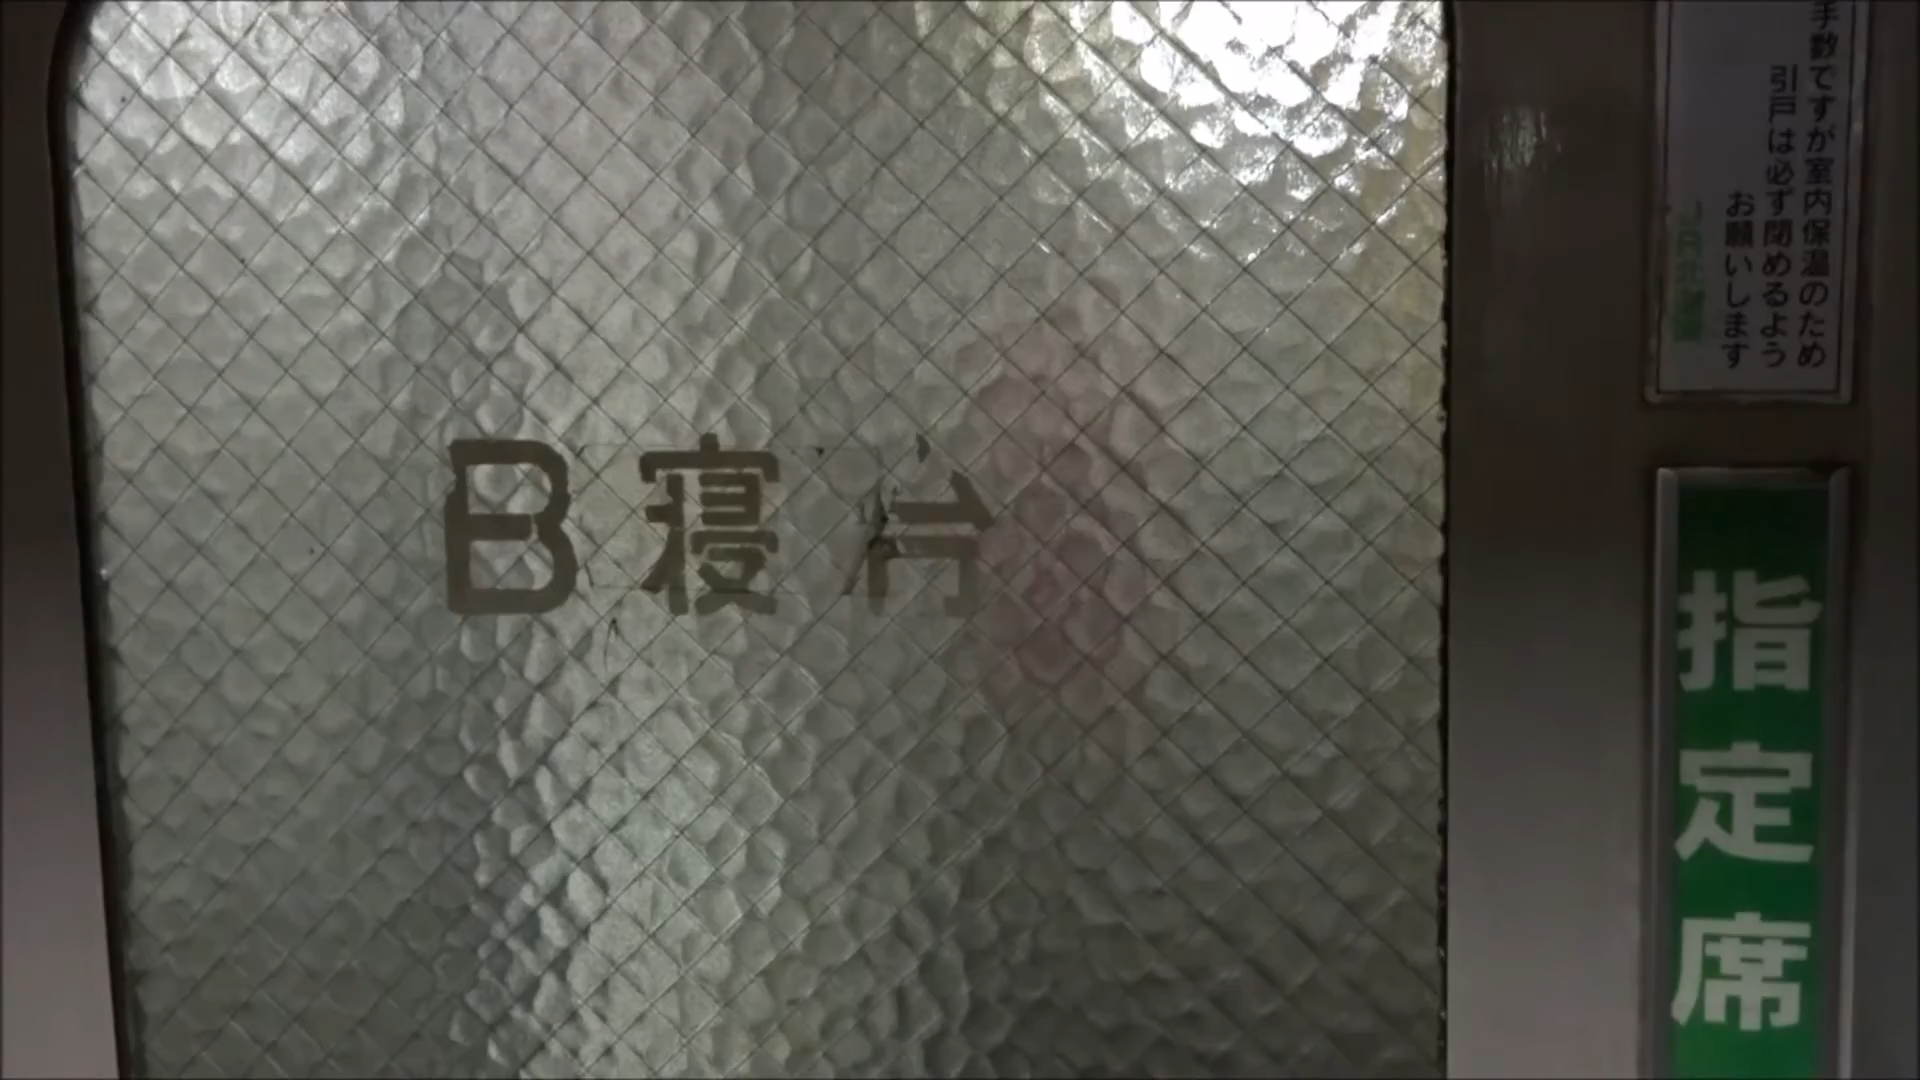 B寝台
手数ですが室内保温のため
引戸は必ず閉めるよう
お願いします
指定席